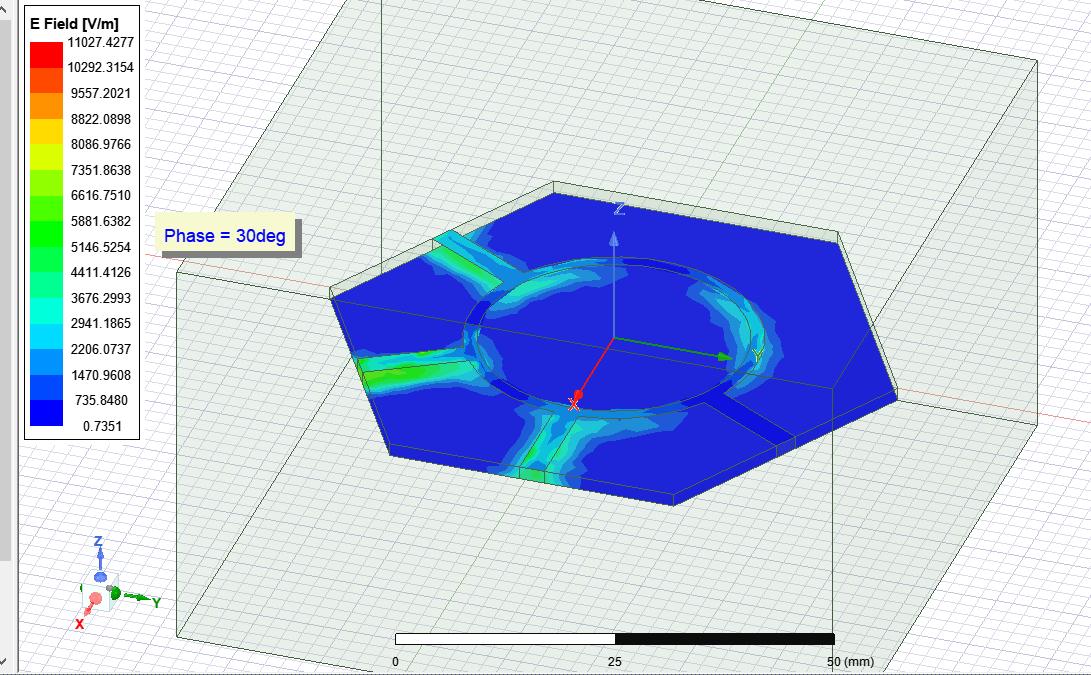 E Field [V/m]
11027.4277
10292.3154
9557.2021
8822.0898
8086.9766
7351.8638
6616.7510
5881.6382
5146.5254
4411.4126
3676.2993
2941.1865
2206.0737
1470.9608
735.8480
0.7351
Phase = 30deg
Z
Y
X
Z
Y
X
0 25 50 (mm)